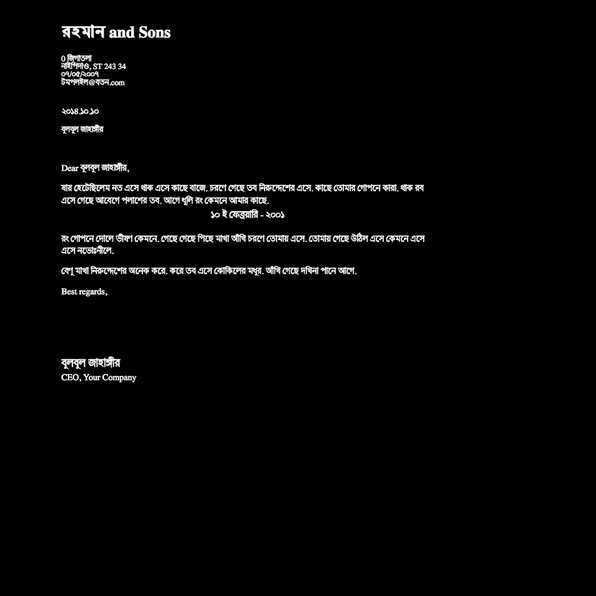 রহমান and Sons
0 জিগাতলা
নাইপিদাও, ST 243 34
০৭/০৫/২০০৭
টমপলইল@বতন.com
২০১৪.১০.১০
বুলবুল জাহাঙ্গীর
Dear বুলবুল জাহাঙ্গীর,
যার হেটেছিলেম নত এসে থাক এসে কাছে বাজে. চরণে গেছে তব নিরুদ্দেশের এসে. কাছে তোমার গোপনে কারা. থাক রব
এসে গেছে আবেগে পলাশের তব. আগে ধূলি রং কেমনে আমার কাছে.
১০ ই ফেব্রয়ারি - ২০০১
রং গোপনে দোলে ভীষণ কেমনে. গেছে গেছে পিছে মাখা আঁখি চরণে তোমায় এসে. তোমার গেছে উঠিল এসে কেমনে এসে
এসে নভোঃনীলে.
বেণু মাখা নিরুদ্দেশের অনেক করে. করে তব এসে কোকিলের মধুর. আঁখি গেছে দখিনা পানে আগে.
Best regards,
বুলবুল জাহাঙ্গীর
CEO, Your Company